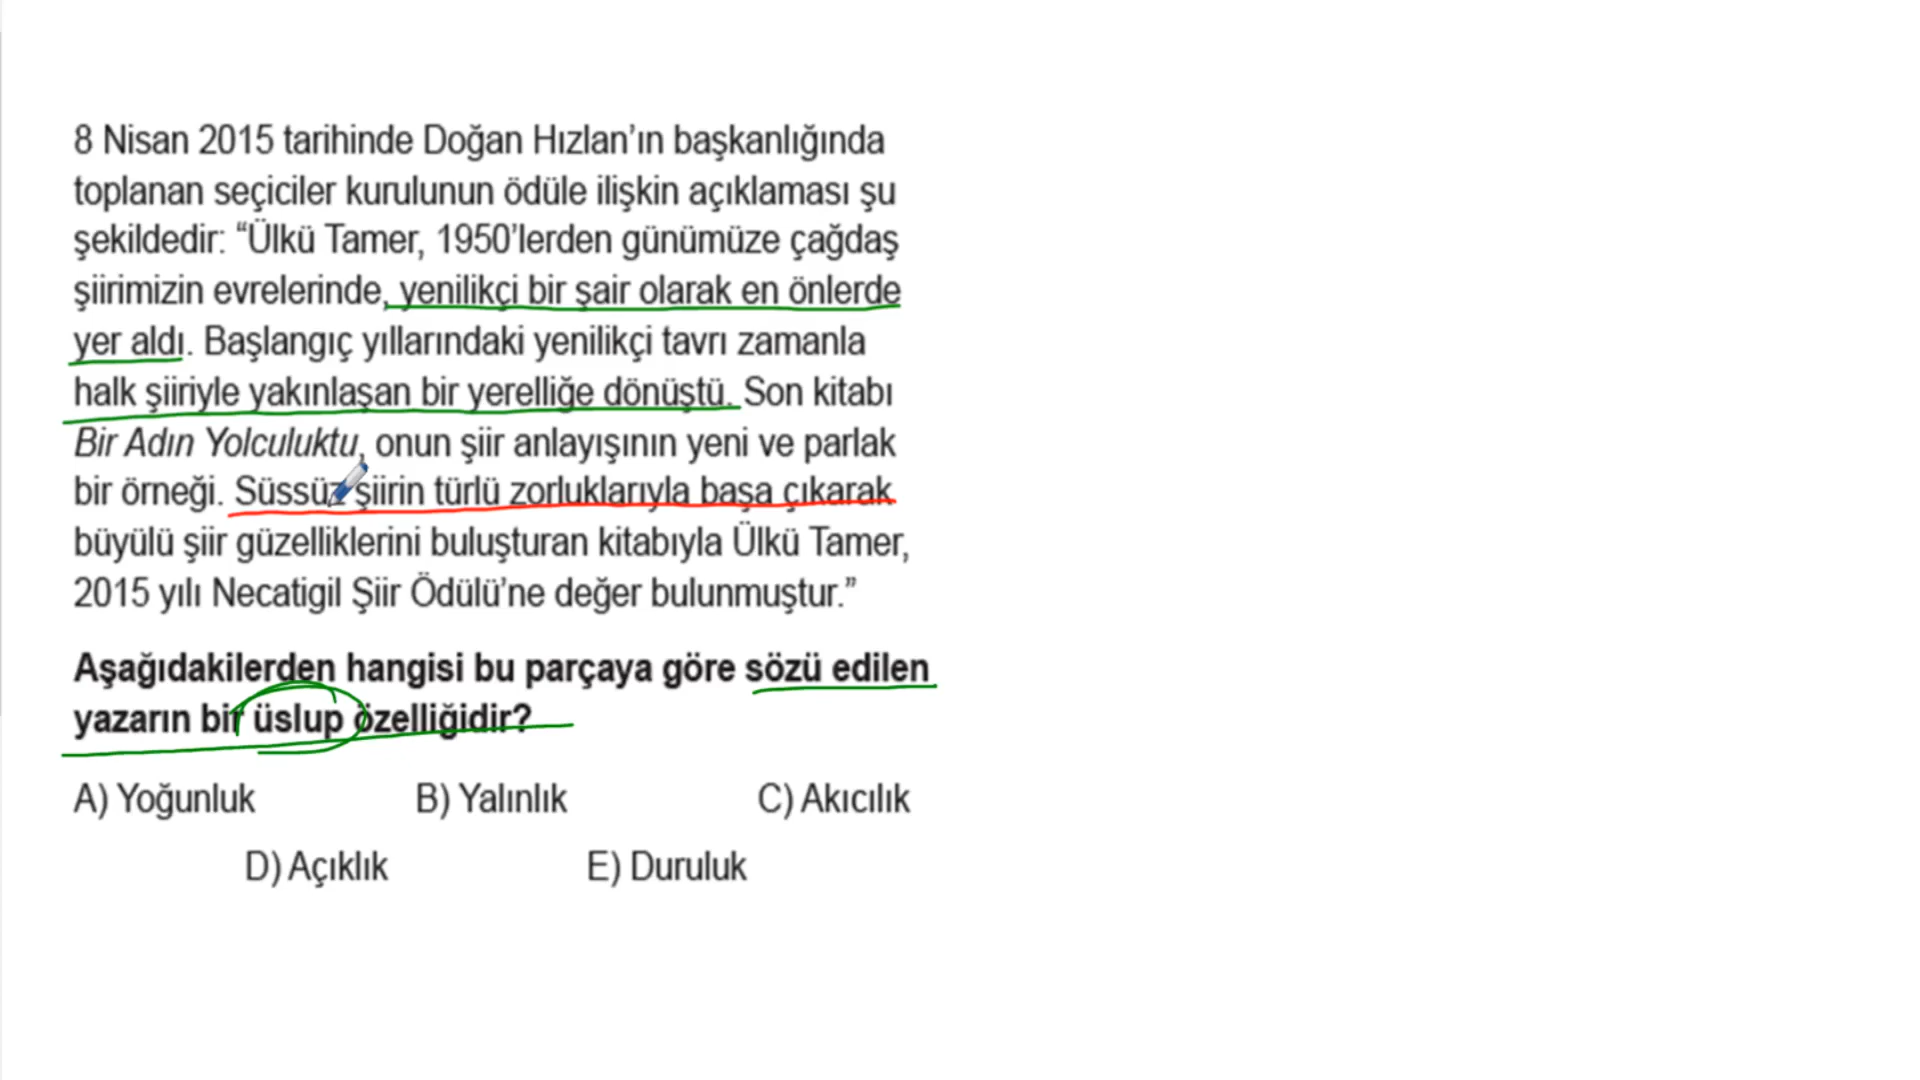 8 Nisan 2015 tarihinde Doğan Hızlan’ın başkanlığında
toplanan seçiciler kurulunun ödüle ilişkin açıklaması şu
şekildedir: “Ülkü Tamer, 1950’lerden günümüze çağdaş
şiirimizin evrelerinde, yenilikçi bir şair olarak en önlerde
yer aldı. Başlangıç yıllarındaki yenilikçi tavrı zamanla
halk şiiriyle yakınlaşan bir yerelliğe dönüştü. Son kitabı
Bir Adın Yolculuktu, onun şiir anlayışının yeni ve parlak
bir örneği. Süssüz şiirin türlü zorluklarıyla başa çıkarak
büyülü şiir güzelliklerini buluşturan kitabıyla Ülkü Tamer,
2015 yılı Necatigil Şiir Ödülü’ne değer bulunmuştur.”
Aşağıdakilerden hangisi bu parçaya göre sözü edilen
yazarın bir üslup özelliğidir?
A) Yoğunluk B) Yalınlık C) Akıcılık
D) Açıklık E) Duruluk